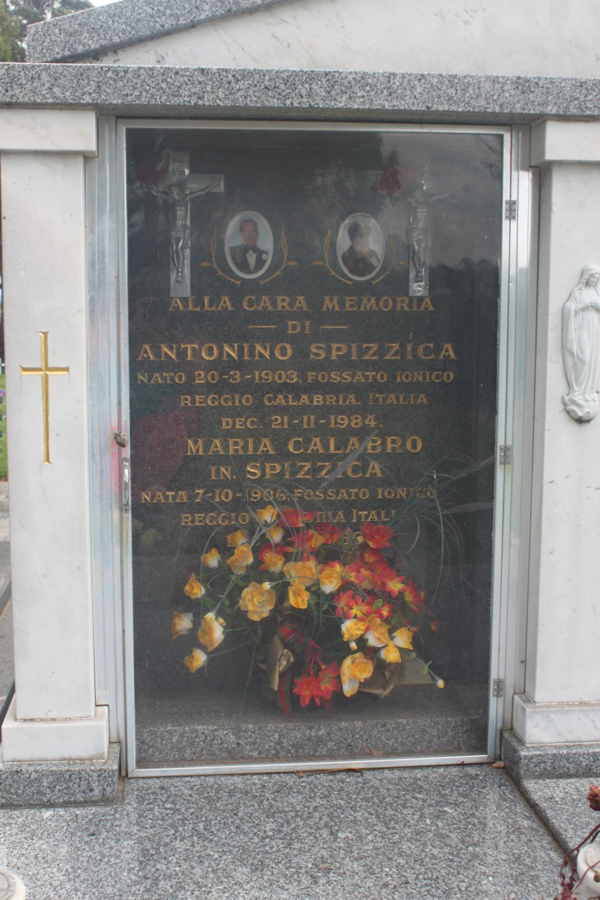 ALLA CARA MEMORIA
— DI —
ANTONINO SPIZZICA
NATO 20-3-1903, FOSSATO IONICO
REGGIO CALABRIA, ITALIA
DEC. 21-11-1984.
MARIA CALABRO
IN. SPIZZICA
NATA 7-10-1906, FOSSATO IONICO
REGGIO